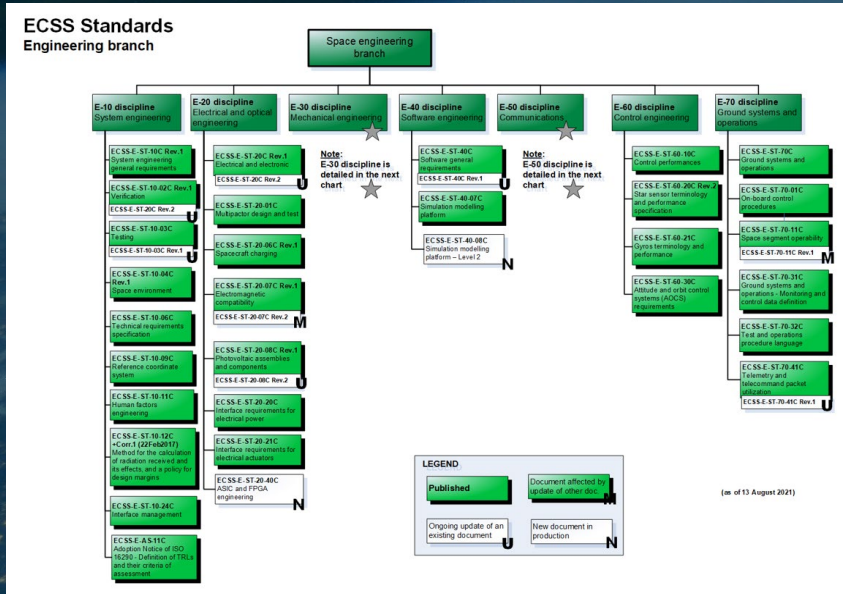 ECSS Standards
Engineering branch
Space engineering
branch
E-10 discipline
System engineering
E-20 discipline
Electrical and optical
engineering
E-30 discipline
Mechanical engineering
E-40 discipline
Software engineering
E-50 discipline
Communications
E-60 discipline
Control engineering
E-70 discipline
Ground systems and
operations
ECSS-E-ST-10C Rev.1
System engineering
general requirements
ECSS-E-ST-10-02C Rev.1
Verification
ECSS-E-ST-20C Rev.2
U
ECSS-E-ST-10-03C
Testing
ECSS-E-ST-10-03C Rev.1
U
ECSS-E-ST-10-04C
Rev.1
Space environment
ECSS-E-ST-10-06C
Technical requirements
specification
ECSS-E-ST-10-09C
Reference coordinate
system
ECSS-E-ST-10-11C
Human factors
engineering
ECSS-E-ST-10-12C
+Corr.1 (22Feb2017)
Method for the calculation
of radiation received and
its effects, and a policy for
design margins
ECSS-E-ST-10-24C
Interface management
ECSS-E-AS-11C
Adoption Notice of ISO
16290 - Definition of TRLs
and their criteria of
assessment
ECSS-E-ST-20C Rev.1
Electrical and electronic
ECSS-E-ST-20C Rev.2
U
ECSS-E-ST-20-01C
Multipactor design and test
ECSS-E-ST-20-06C Rev.1
Spacecraft charging
ECSS-E-ST-20-07C Rev.1
Electromagnetic
compatibility
ECSS-E-ST-20-07C Rev.2
M
ECSS-E-ST-20-08C Rev.1
Photovoltaic assemblies
and components
ECSS-E-ST-20-08C Rev.2
U
ECSS-E-ST-20-20C
Interface requirements for
electrical power
ECSS-E-ST-20-21C
Interface requirements for
electrical actuators
ECSS-E-ST-20-40C
ASIC and FPGA
engineering
N
Note:
E-30 discipline is
detailed in the next
chart
ECSS-E-ST-40C
Software general
requirements
ECSS-E-ST-40C Rev.1
U
ECSS-E-ST-40-07C
Simulation modelling
platform
ECSS-E-ST-40-08C
Simulation modelling
platform – Level 2
N
Note:
E-50 discipline is
detailed in the next
chart
ECSS-E-ST-60-10C
Control performances
ECSS-E-ST-60-20C Rev.2
Star sensor terminology
and performance
specification
ECSS-E-ST-60-21C
Gyros terminology and
performance
ECSS-E-ST-60-30C
Attitude and orbit control
systems (AOCS)
requirements
ECSS-E-ST-70C
Ground systems and
operations
ECSS-E-ST-70-01C
On-board control
procedures
ECSS-E-ST-70-11C
Space segment operability
ECSS-E-ST-70-11C Rev.1
M
ECSS-E-ST-70-31C
Ground systems and
operations - Monitoring and
control data definition
ECSS-E-ST-70-32C
Test and operations
procedure language
ECSS-E-ST-70-41C
Telemetry and
telecommand packet
utilization
ECSS-E-ST-70-41C Rev.1
U
LEGEND
Published
Document affected by
update of other doc.
M
Ongoing update of an
existing document
U
New document in
production
N
(as of 13 August 2021)